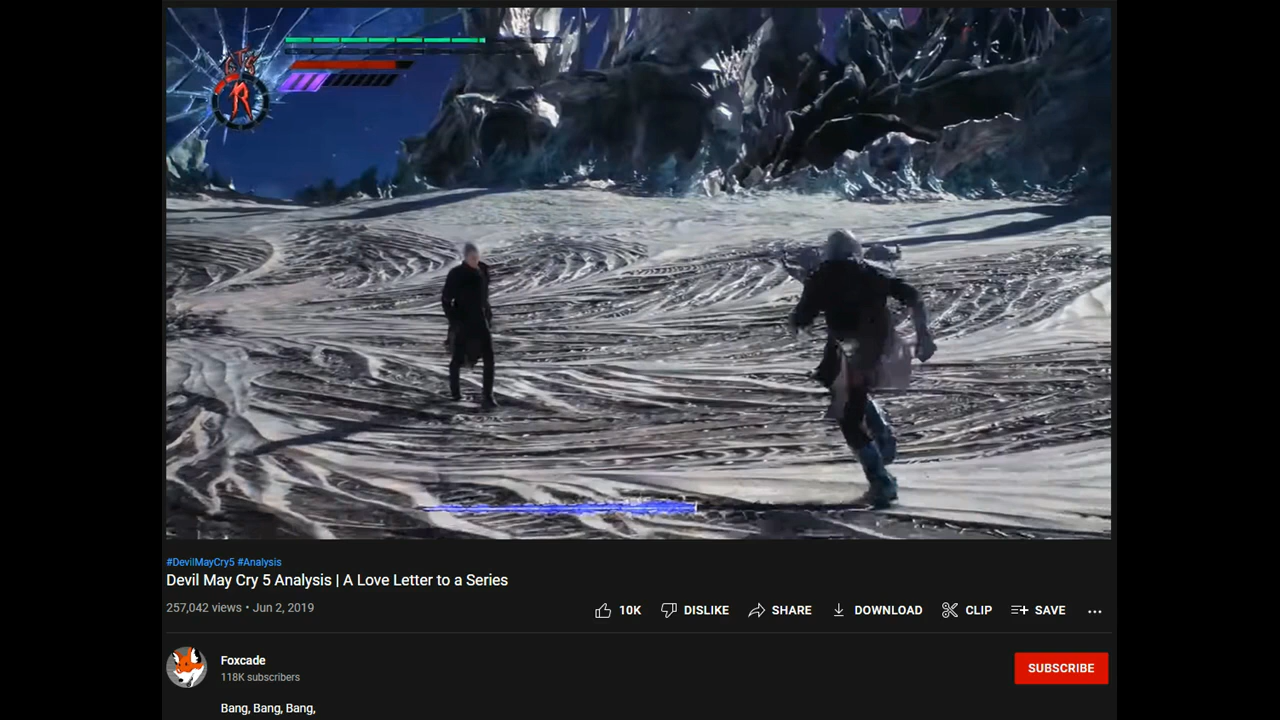 R
#DevilMayCry5 #Analysis
Devil May Cry 5 Analysis | A Love Letter to a Series
257,042 views • Jun 2, 2019
10K DISLIKE SHARE DOWNLOAD CLIP SAVE ...
Foxcade
118K subscribers
SUBSCRIBE
Bang, Bang, Bang,